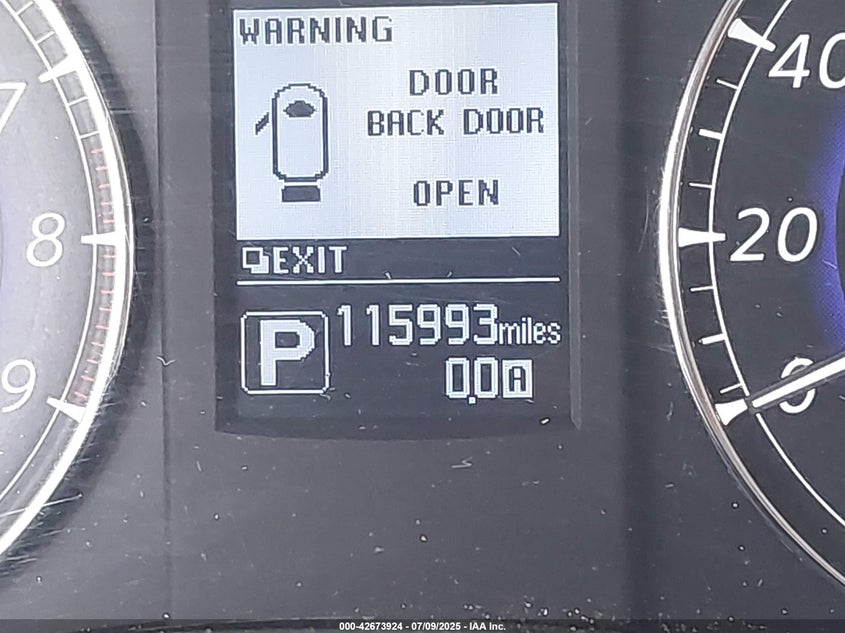 WARNING
DOOR
BACK DOOR
OPEN
EXIT
P
115993miles
0.0 A
7
8
9
40
20
0
000-42673924 - 07/09/2025 - IAA Inc.